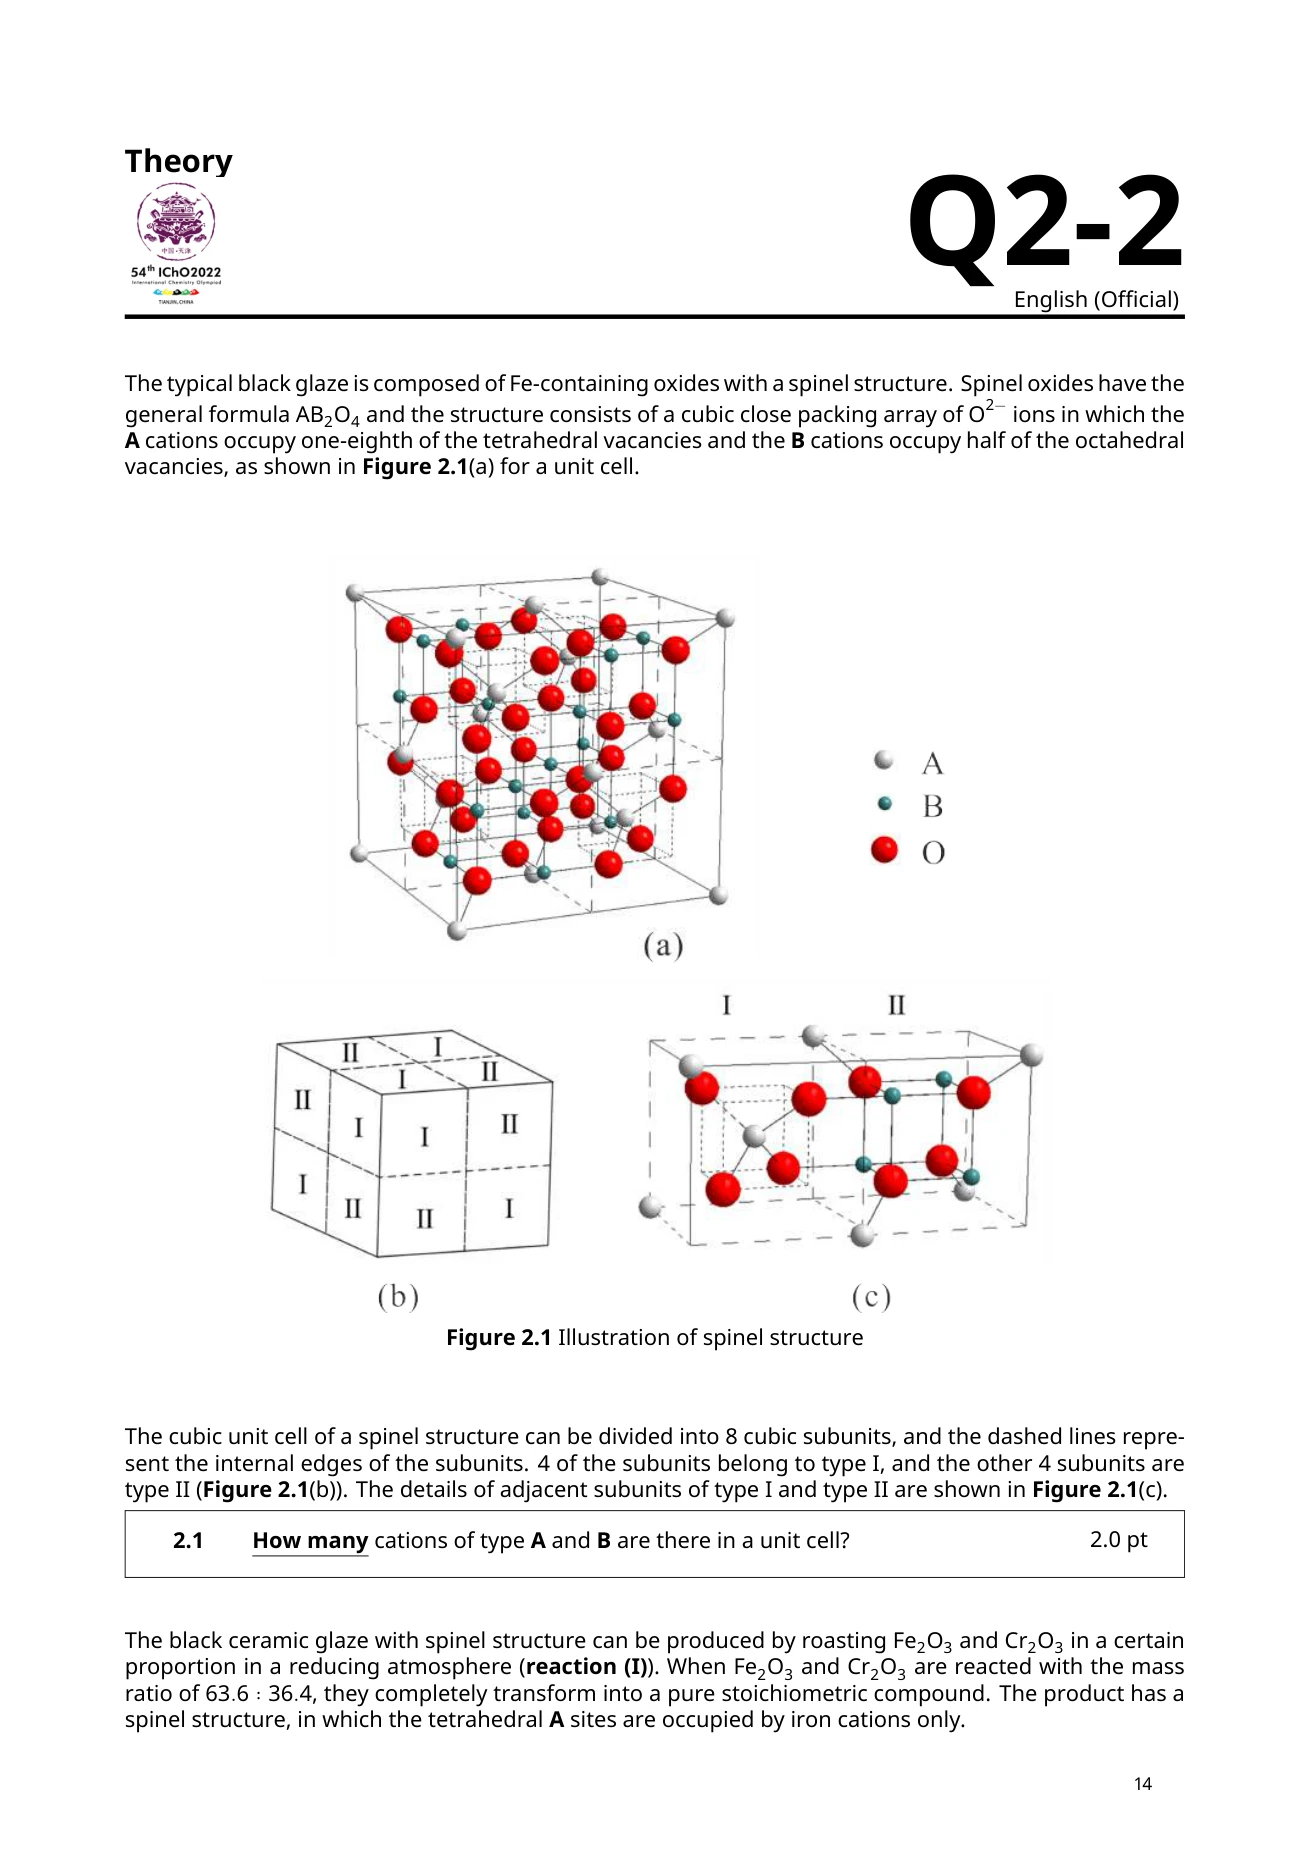 Theory
中国·天津
54th IChO2022
International Chemistry Olympiad
TIANJIN, CHINA
Q2-2
English (Official)
The typical black glaze is composed of Fe-containing oxides with a spinel structure. Spinel oxides have the
general formula AB₂O₄ and the structure consists of a cubic close packing array of O²⁻ ions in which the
A cations occupy one-eighth of the tetrahedral vacancies and the B cations occupy half of the octahedral
vacancies, as shown in Figure 2.1(a) for a unit cell.
A
B
O
(a)
I II
II I
I II
II I I II
I II II I
(b)
(c)
Figure 2.1 Illustration of spinel structure
The cubic unit cell of a spinel structure can be divided into 8 cubic subunits, and the dashed lines repre-
sent the internal edges of the subunits. 4 of the subunits belong to type I, and the other 4 subunits are
type II (Figure 2.1(b)). The details of adjacent subunits of type I and type II are shown in Figure 2.1(c).
2.1 How many cations of type A and B are there in a unit cell? 2.0 pt
The black ceramic glaze with spinel structure can be produced by roasting Fe₂O₃ and Cr₂O₃ in a certain
proportion in a reducing atmosphere (reaction (I)). When Fe₂O₃ and Cr₂O₃ are reacted with the mass
ratio of 63.6 : 36.4, they completely transform into a pure stoichiometric compound. The product has a
spinel structure, in which the tetrahedral A sites are occupied by iron cations only.
14